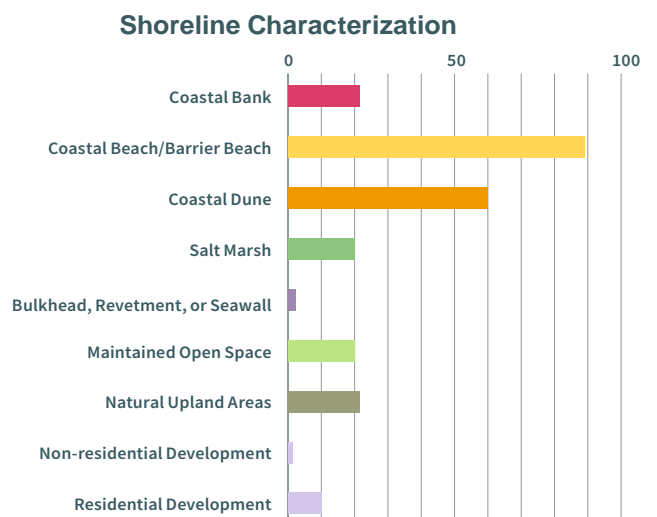 Shoreline Characterization
0 50 100
Coastal Bank
Coastal Beach/Barrier Beach
Coastal Dune
Salt Marsh
Bulkhead, Revetment, or Seawall
Maintained Open Space
Natural Upland Areas
Non-residential Development
Residential Development